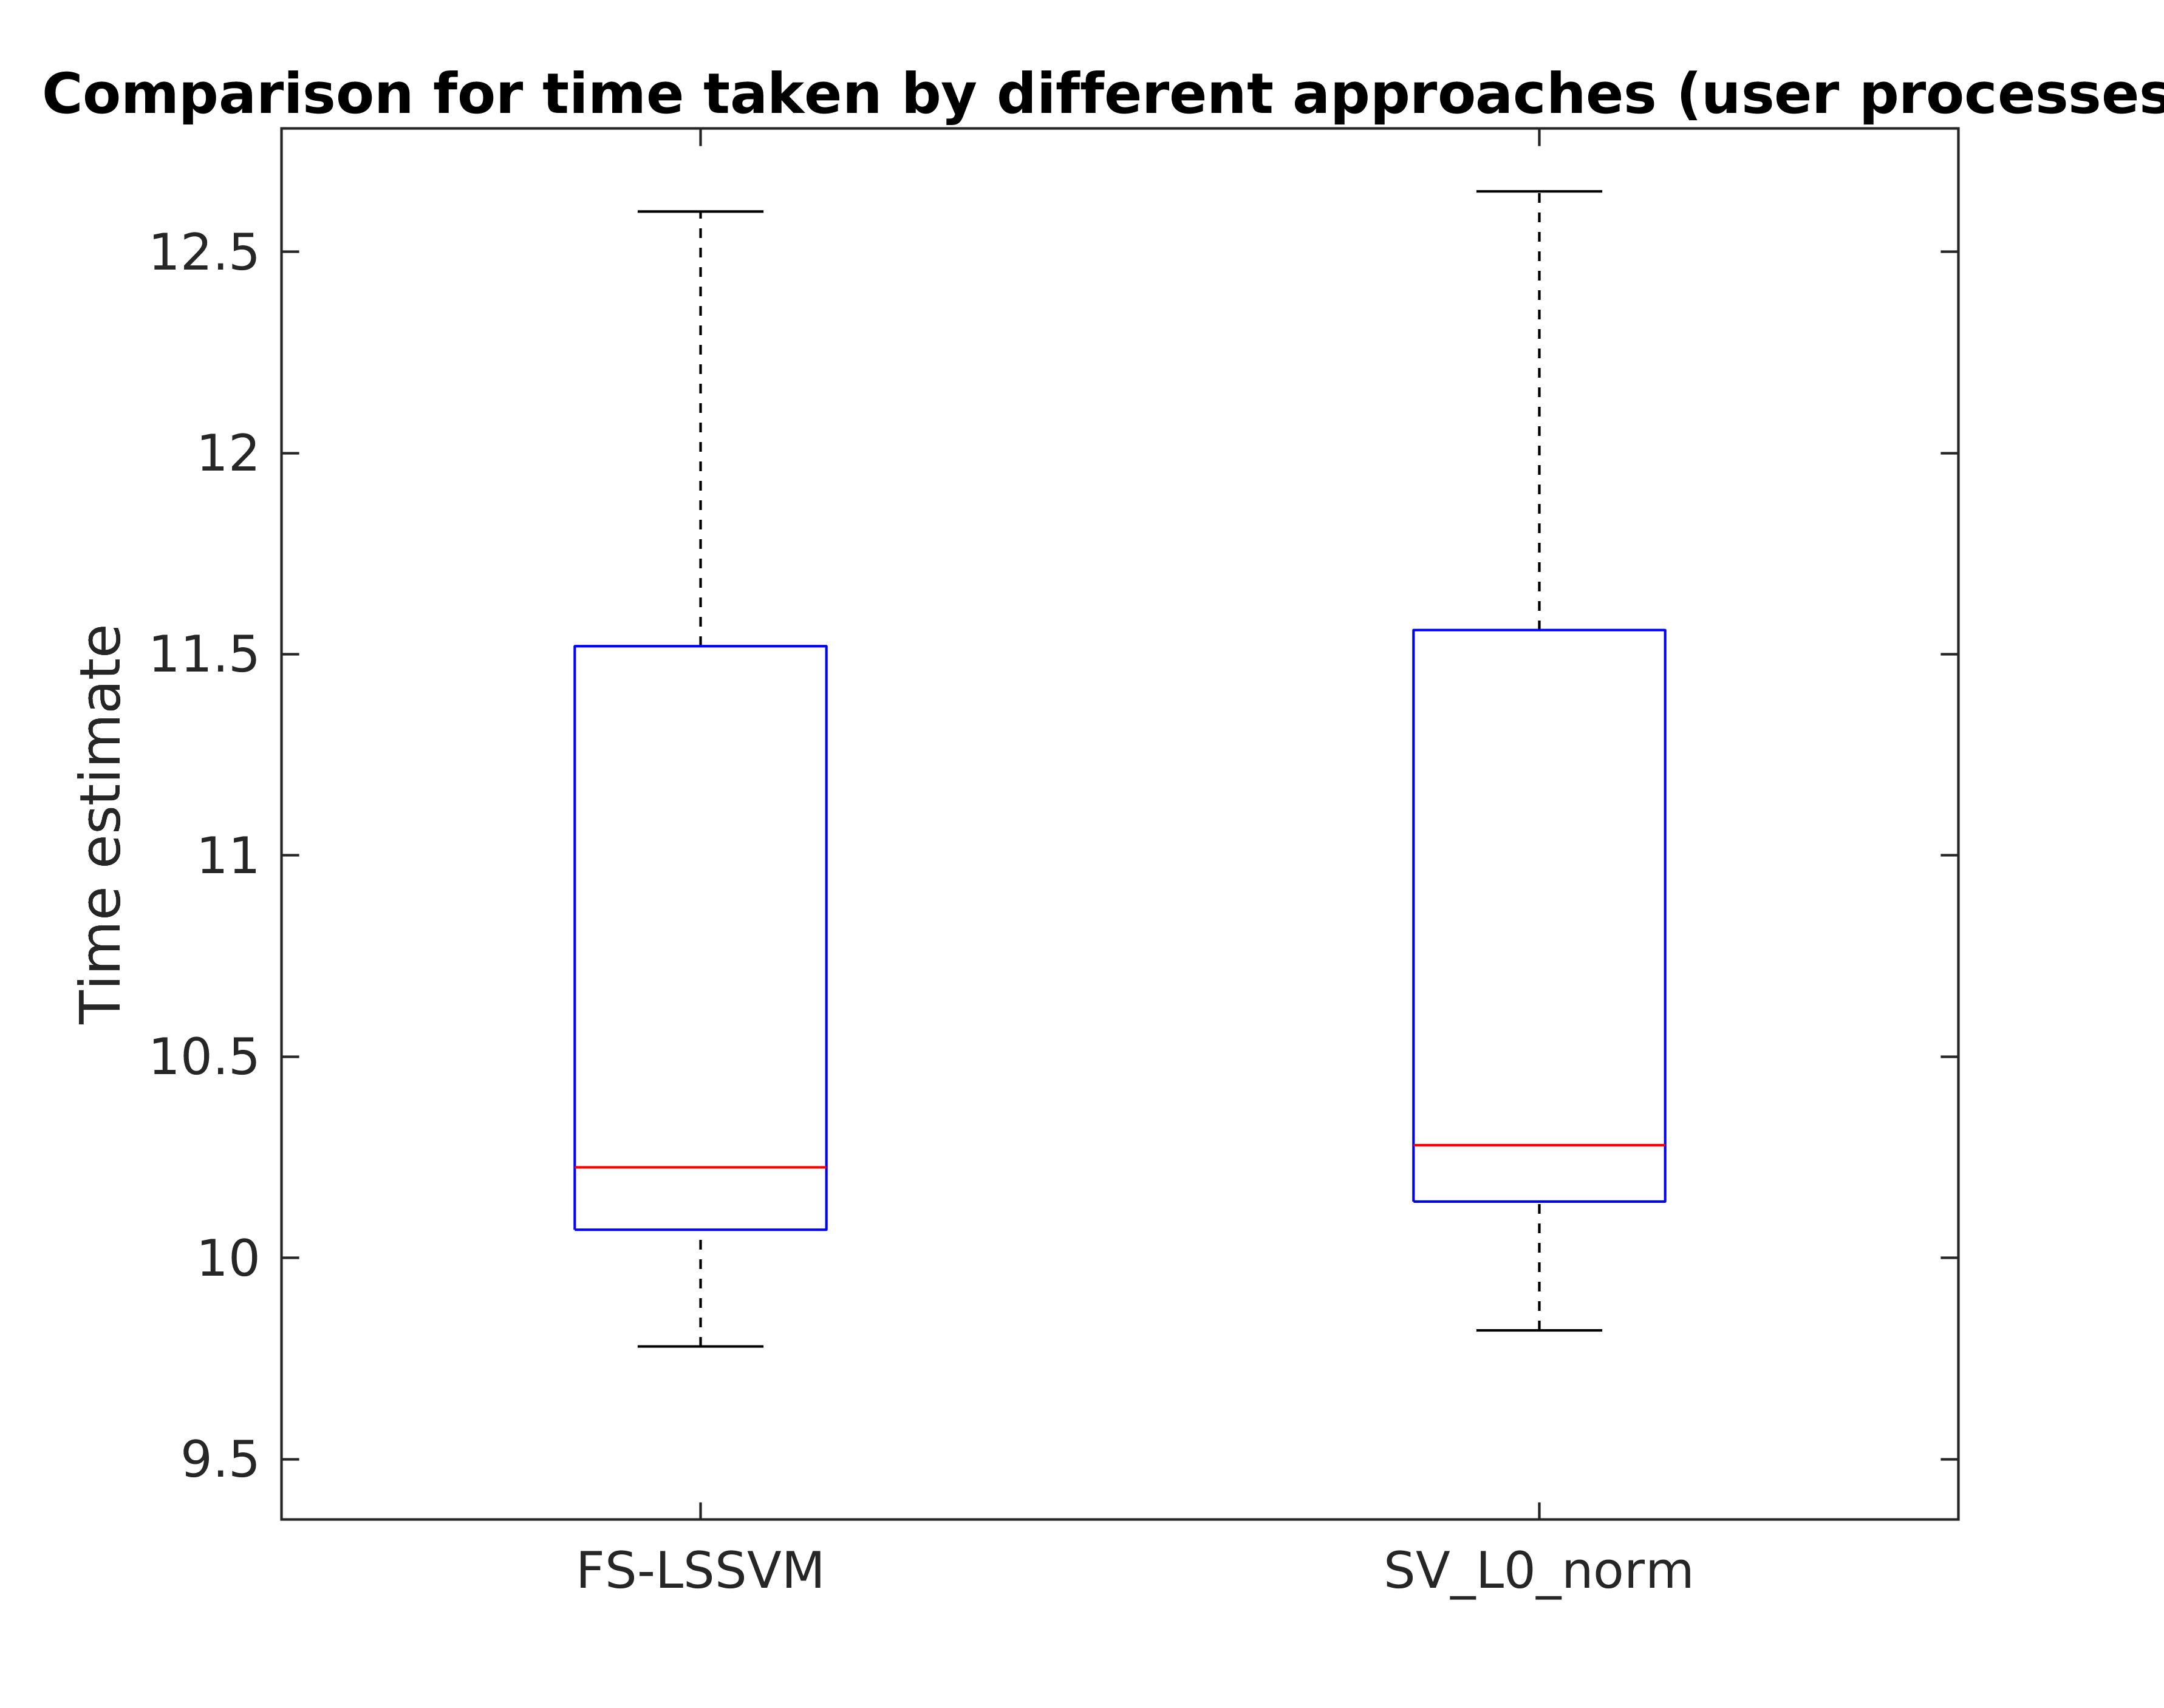 Comparison for time taken by different approaches (user processes
12.5
12
11.5
11
10.5
10
9.5
Time estimate
FS-LSSVM
SV_L0_norm